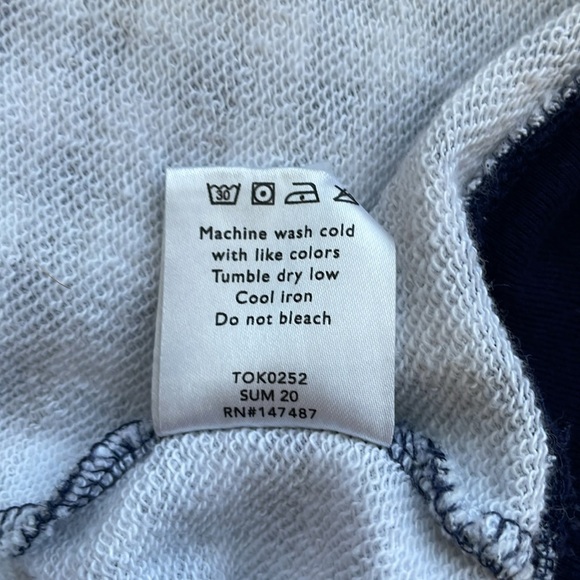 30
Machine wash cold
with like colors
Tumble dry low
Cool iron
Do not bleach
TOK0252
SUM 20
RN#147487